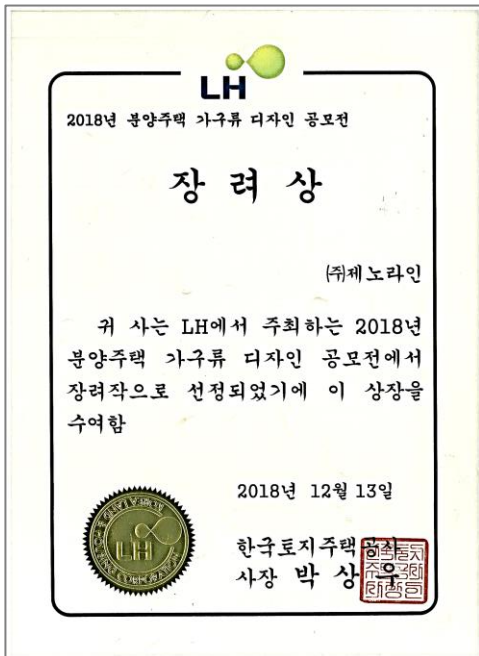 LH
2018년 분양주택 가구류 디자인 공모전
장 려 상
㈜제노라인
귀 사는 LH에서 주최하는 2018년
분양주택 가구류 디자인 공모전에서
장려작으로 선정되었기에 이 상장을
수여함
2018년 12월 13일
한국토지주택공사
사장 박 상 우
LH
KOREA LAND & HOUSING CORPORATION